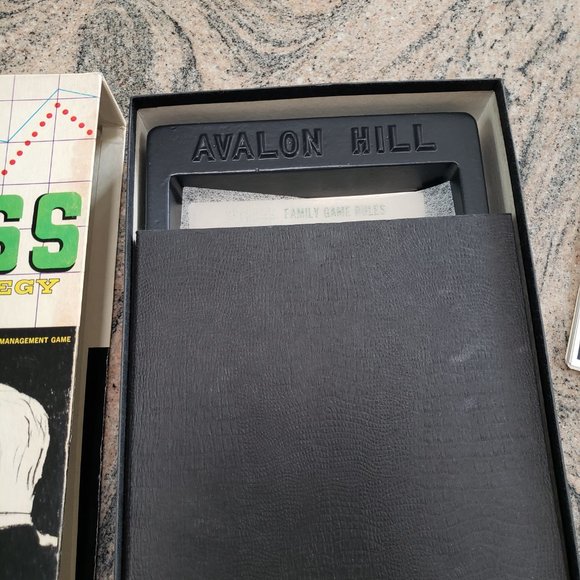 SS
EGY
MANAGEMENT GAME
AVALON HILL
FAMILY GAME RULES